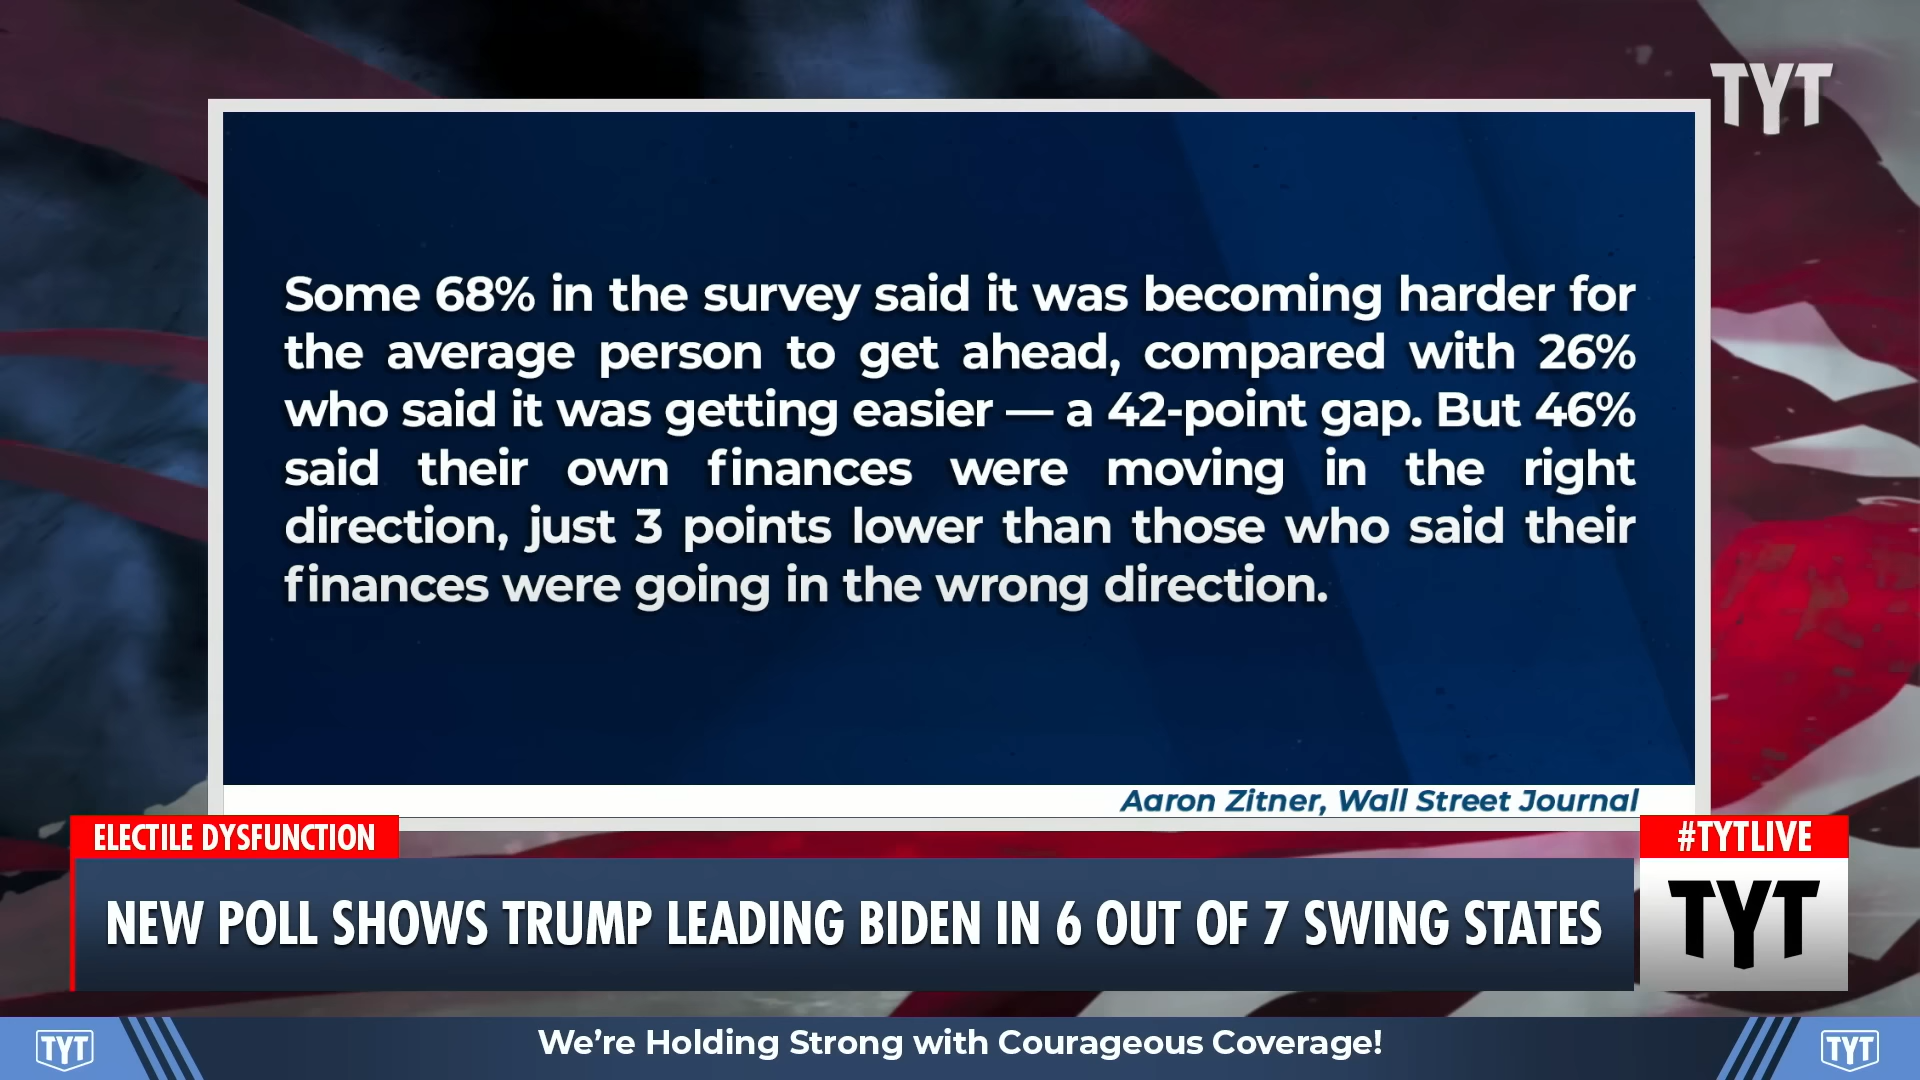 TYT
Some 68% in the survey said it was becoming harder for
the average person to get ahead, compared with 26%
who said it was getting easier — a 42-point gap. But 46%
said their own finances were moving in the right
direction, just 3 points lower than those who said their
finances were going in the wrong direction.
Aaron Zitner, Wall Street Journal
ELECTILE DYSFUNCTION
#TYTLIVE
NEW POLL SHOWS TRUMP LEADING BIDEN IN 6 OUT OF 7 SWING STATES
TYT
TYT
We're Holding Strong with Courageous Coverage!
TYT